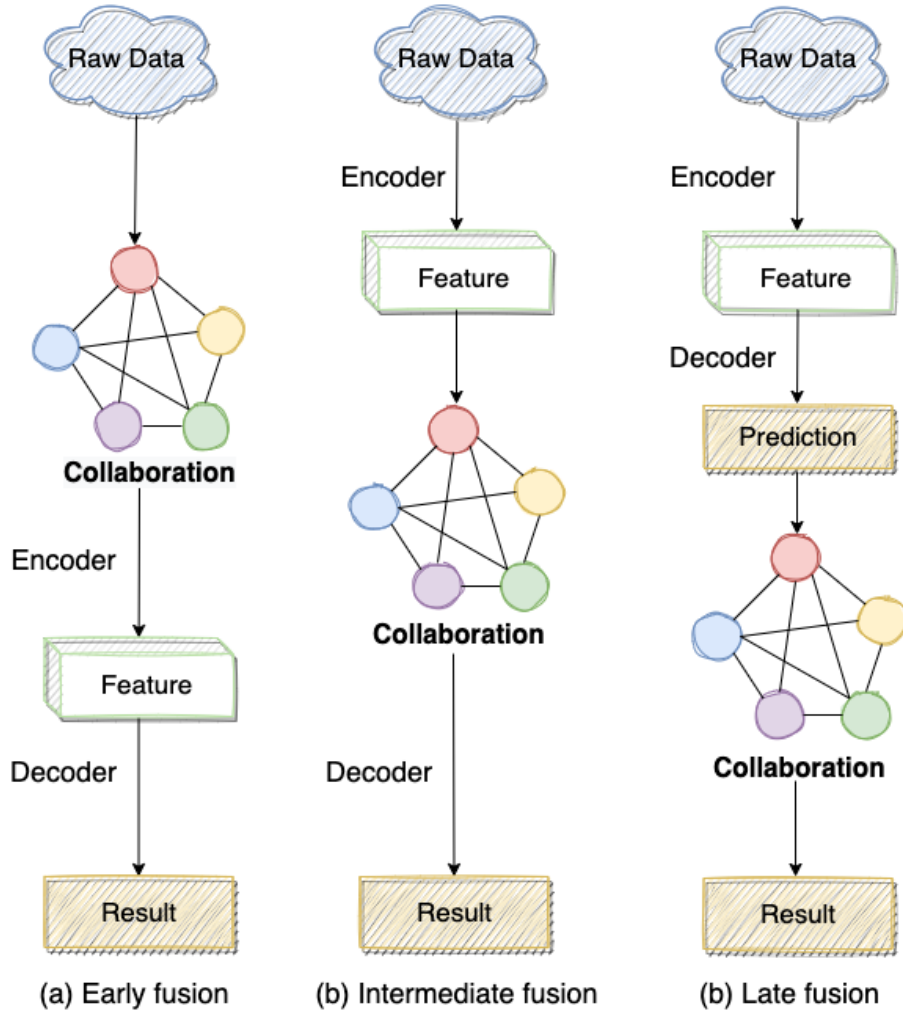 Raw Data
Collaboration
Encoder
Feature
Decoder
Result
(a) Early fusion
Raw Data
Encoder
Feature
Collaboration
Decoder
Result
(b) Intermediate fusion
Raw Data
Encoder
Feature
Decoder
Prediction
Collaboration
Result
(b) Late fusion